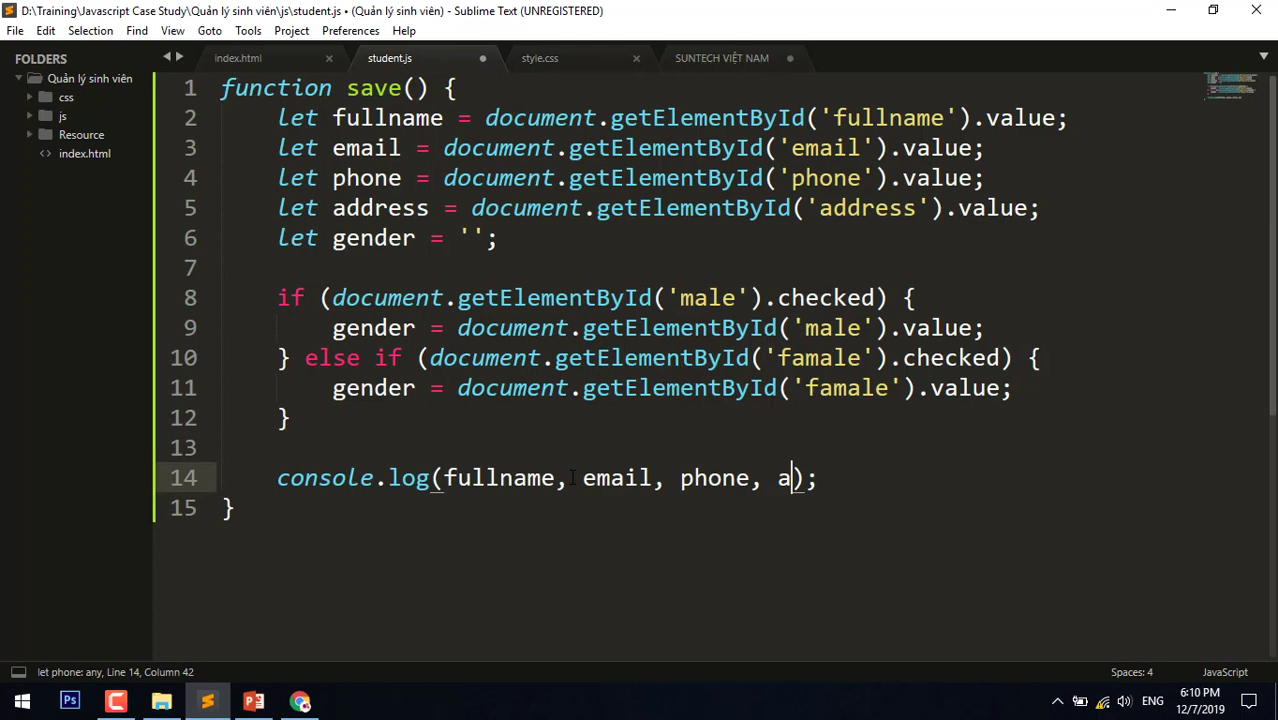 D:\Training\Javascript Case Study\Quản lý sinh viên\js\student.js • (Quản lý sinh viên) - Sublime Text (UNREGISTERED)
File Edit Selection Find View Goto Tools Project Preferences Help
FOLDERS
Quản lý sinh viên
css
js
Resource
index.html
index.html student.js style.css SUNTECH VIỆT NAM
1 function save() {
2 let fullname = document.getElementById('fullname').value;
3 let email = document.getElementById('email').value;
4 let phone = document.getElementById('phone').value;
5 let address = document.getElementById('address').value;
6 let gender = '';
7
8 if (document.getElementById('male').checked) {
9 gender = document.getElementById('male').value;
10 } else if (document.getElementById('famale').checked) {
11 gender = document.getElementById('famale').value;
12 }
13
14 console.log(fullname, email, phone, a);
15 }
let phone: any, Line 14, Column 42 Spaces: 4 JavaScript
Ps ENG 6:10 PM
12/7/2019